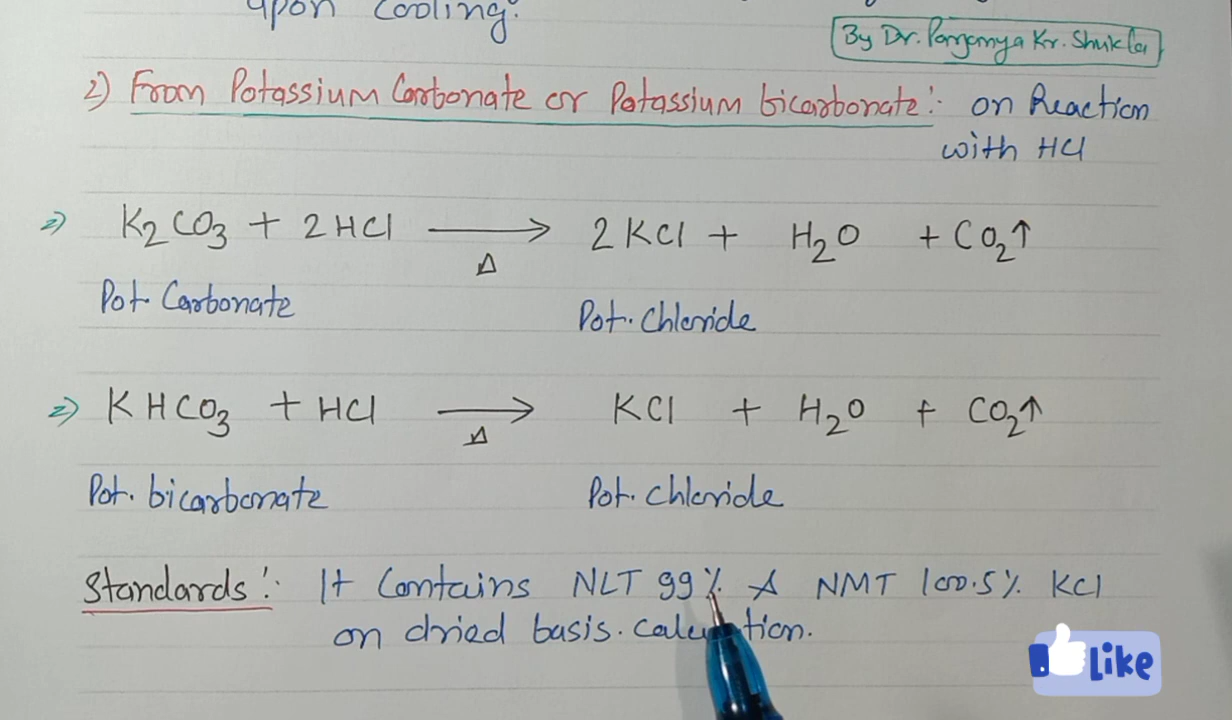 upon cooling.
By Dr. Panjamya Kr. Shukla
2) From Potassium Carbonate or Potassium bicarbonate: on Reaction
with HCl
⇒ K2CO3 + 2HCl ⟶ 2KCl + H2O + CO2↑
Δ
Pot. Carbonate Pot. Chloride
⇒ KHCO3 + HCl ⟶ KCl + H2O + CO2↑
Δ
Pot. bicarbonate Pot. chloride
Standards: It Contains NLT 99% & NMT 100.5% KCl
on dried basis.
Like